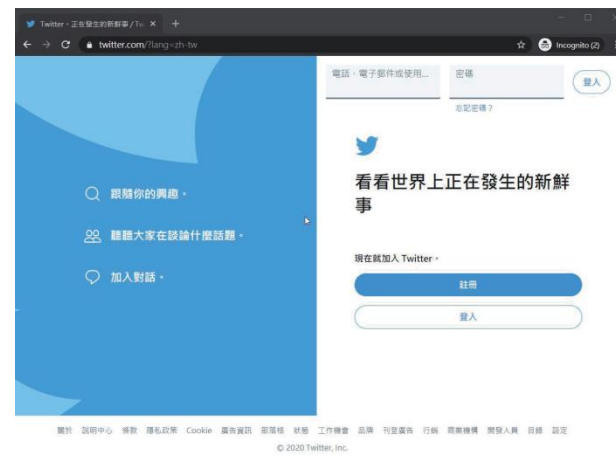 Twitter。正在發生的新鮮事 / Tw
twitter.com/?lang=zh-tw
Incognito (2)
電話、電子郵件或使用...
密碼
登入
忘記密碼？
看看世界上正在發生的新鮮
事
跟隨你的興趣。
聽聽大家在談論什麼話題。
加入對話。
現在就加入 Twitter。
註冊
登入
關於 說明中心 條款 隱私政策 Cookie 廣告資訊 部落格 狀態 工作機會 品牌 刊登廣告 行銷 商業機構 開發人員 目錄 設定
© 2020 Twitter, Inc.